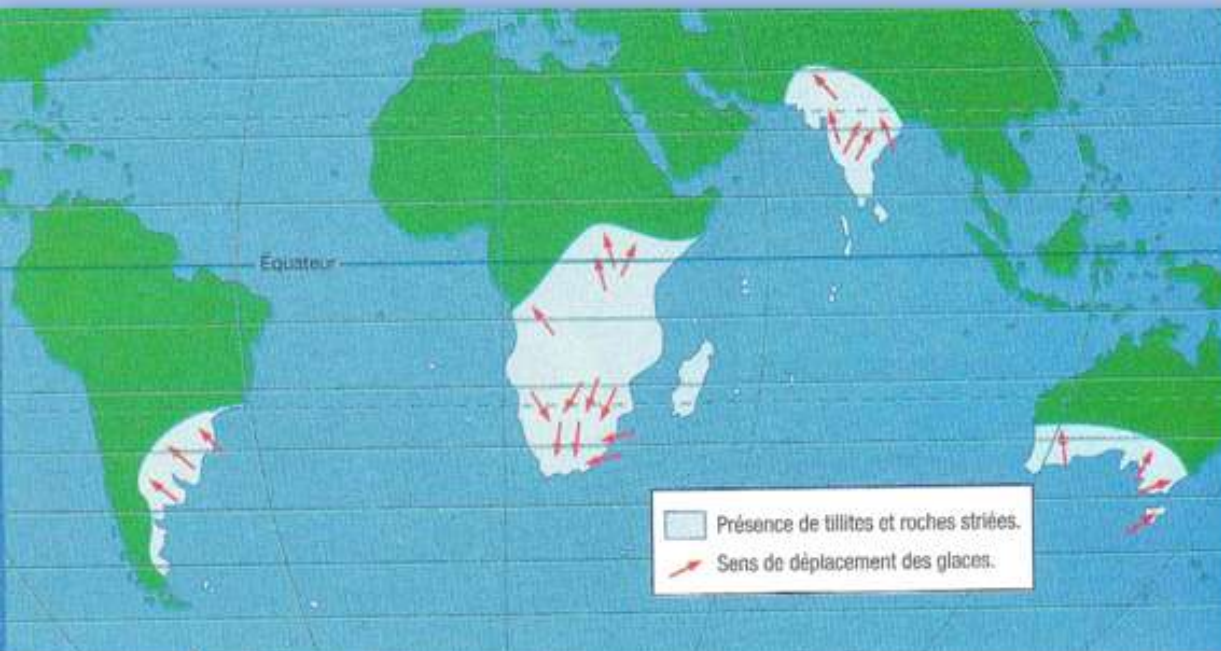 Équateur
Présence de tillites et roches striées.
Sens de déplacement des glaces.